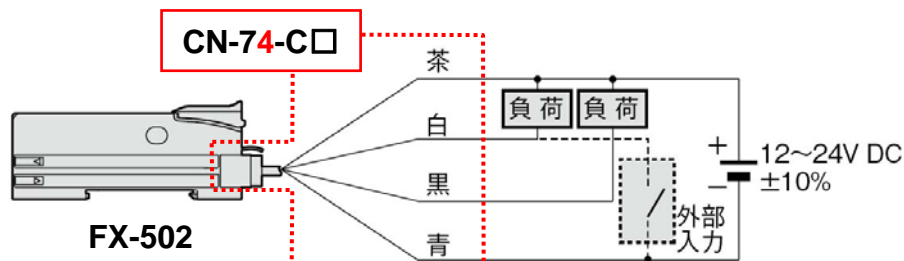 CN-74-C□
茶
負荷 負荷
白
+
12～24V DC
−
±10%
黒
外部
入力
FX-502
青